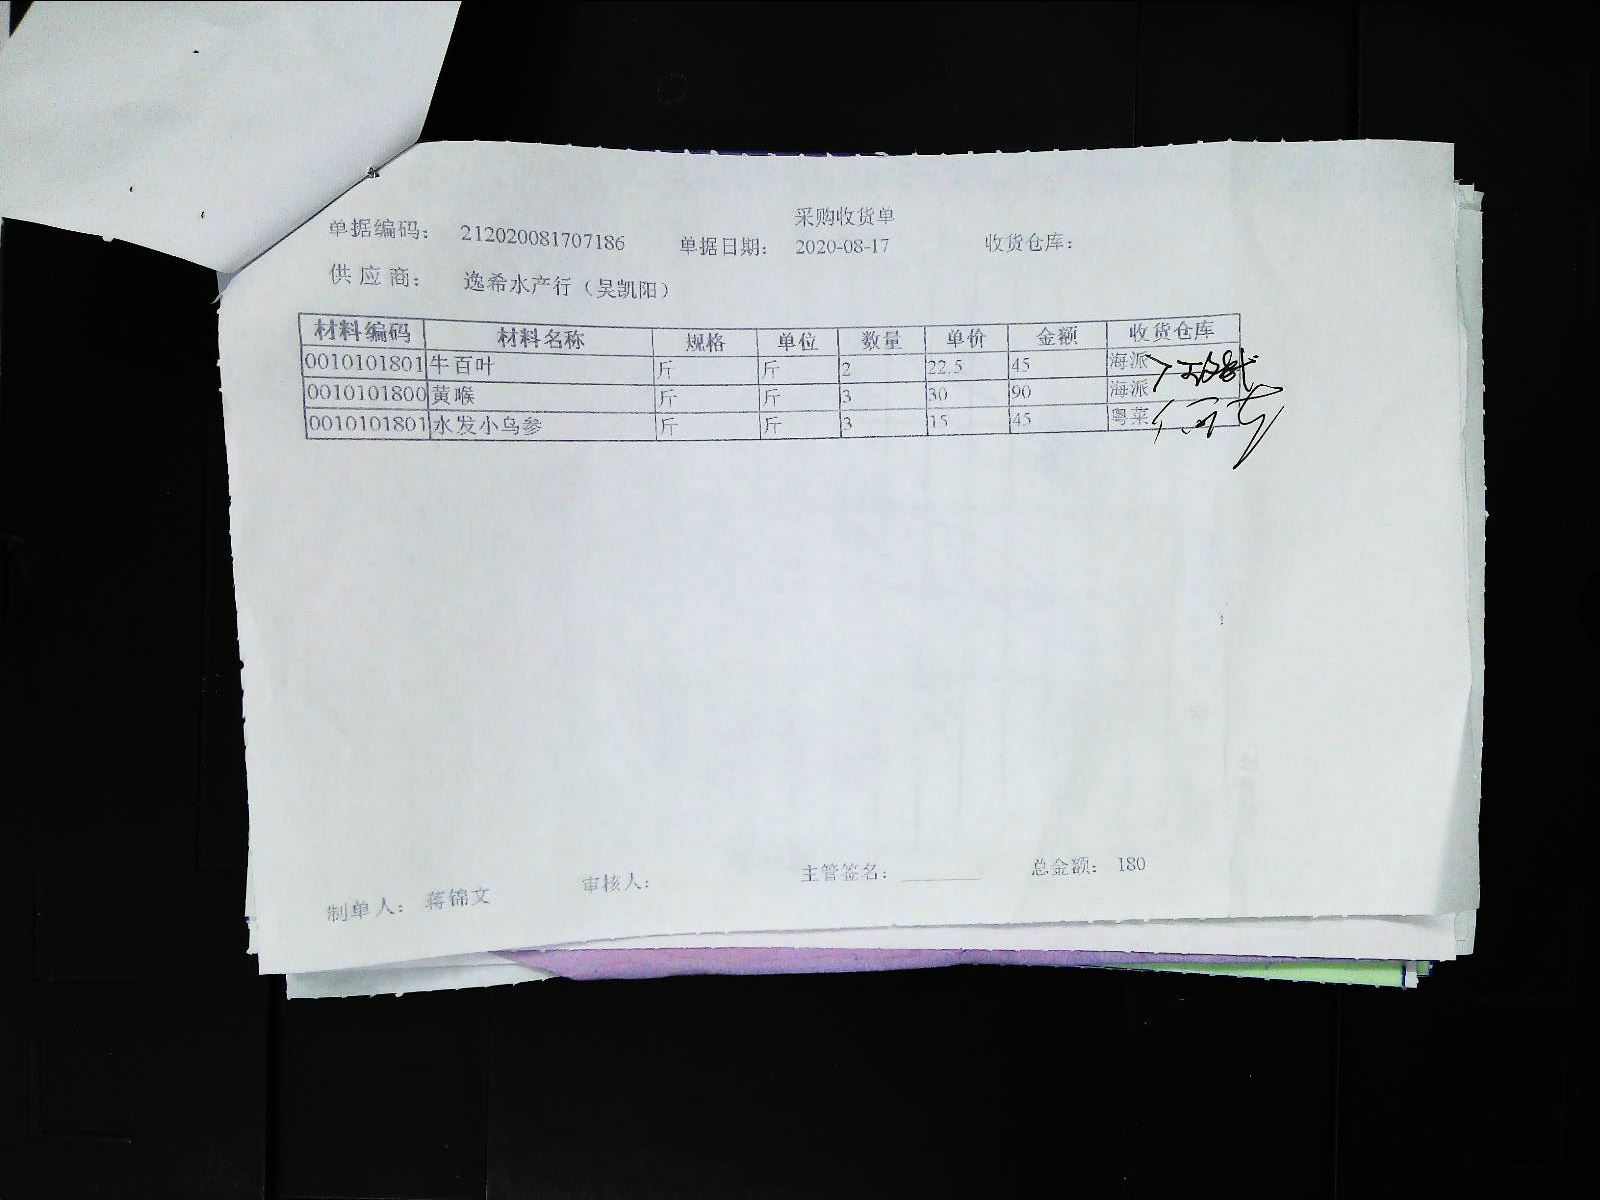 采购收货单
单据编码： 212020081707186 单据日期： 2020-08-17 收货仓库：
供应商： 逸希水产行（吴凯阳）
材料编码 材料名称 规格 单位 数量 单价 金额 收货仓库
0010101801 牛百叶 斤 斤 2 22.5 45 海派
0010101800 黄喉 斤 斤 3 30 90 海派
0010101801 水发小乌参 斤 斤 3 15 45 粤菜
制单人： 蒋锦文 审核人： 主管签名： 总金额： 180